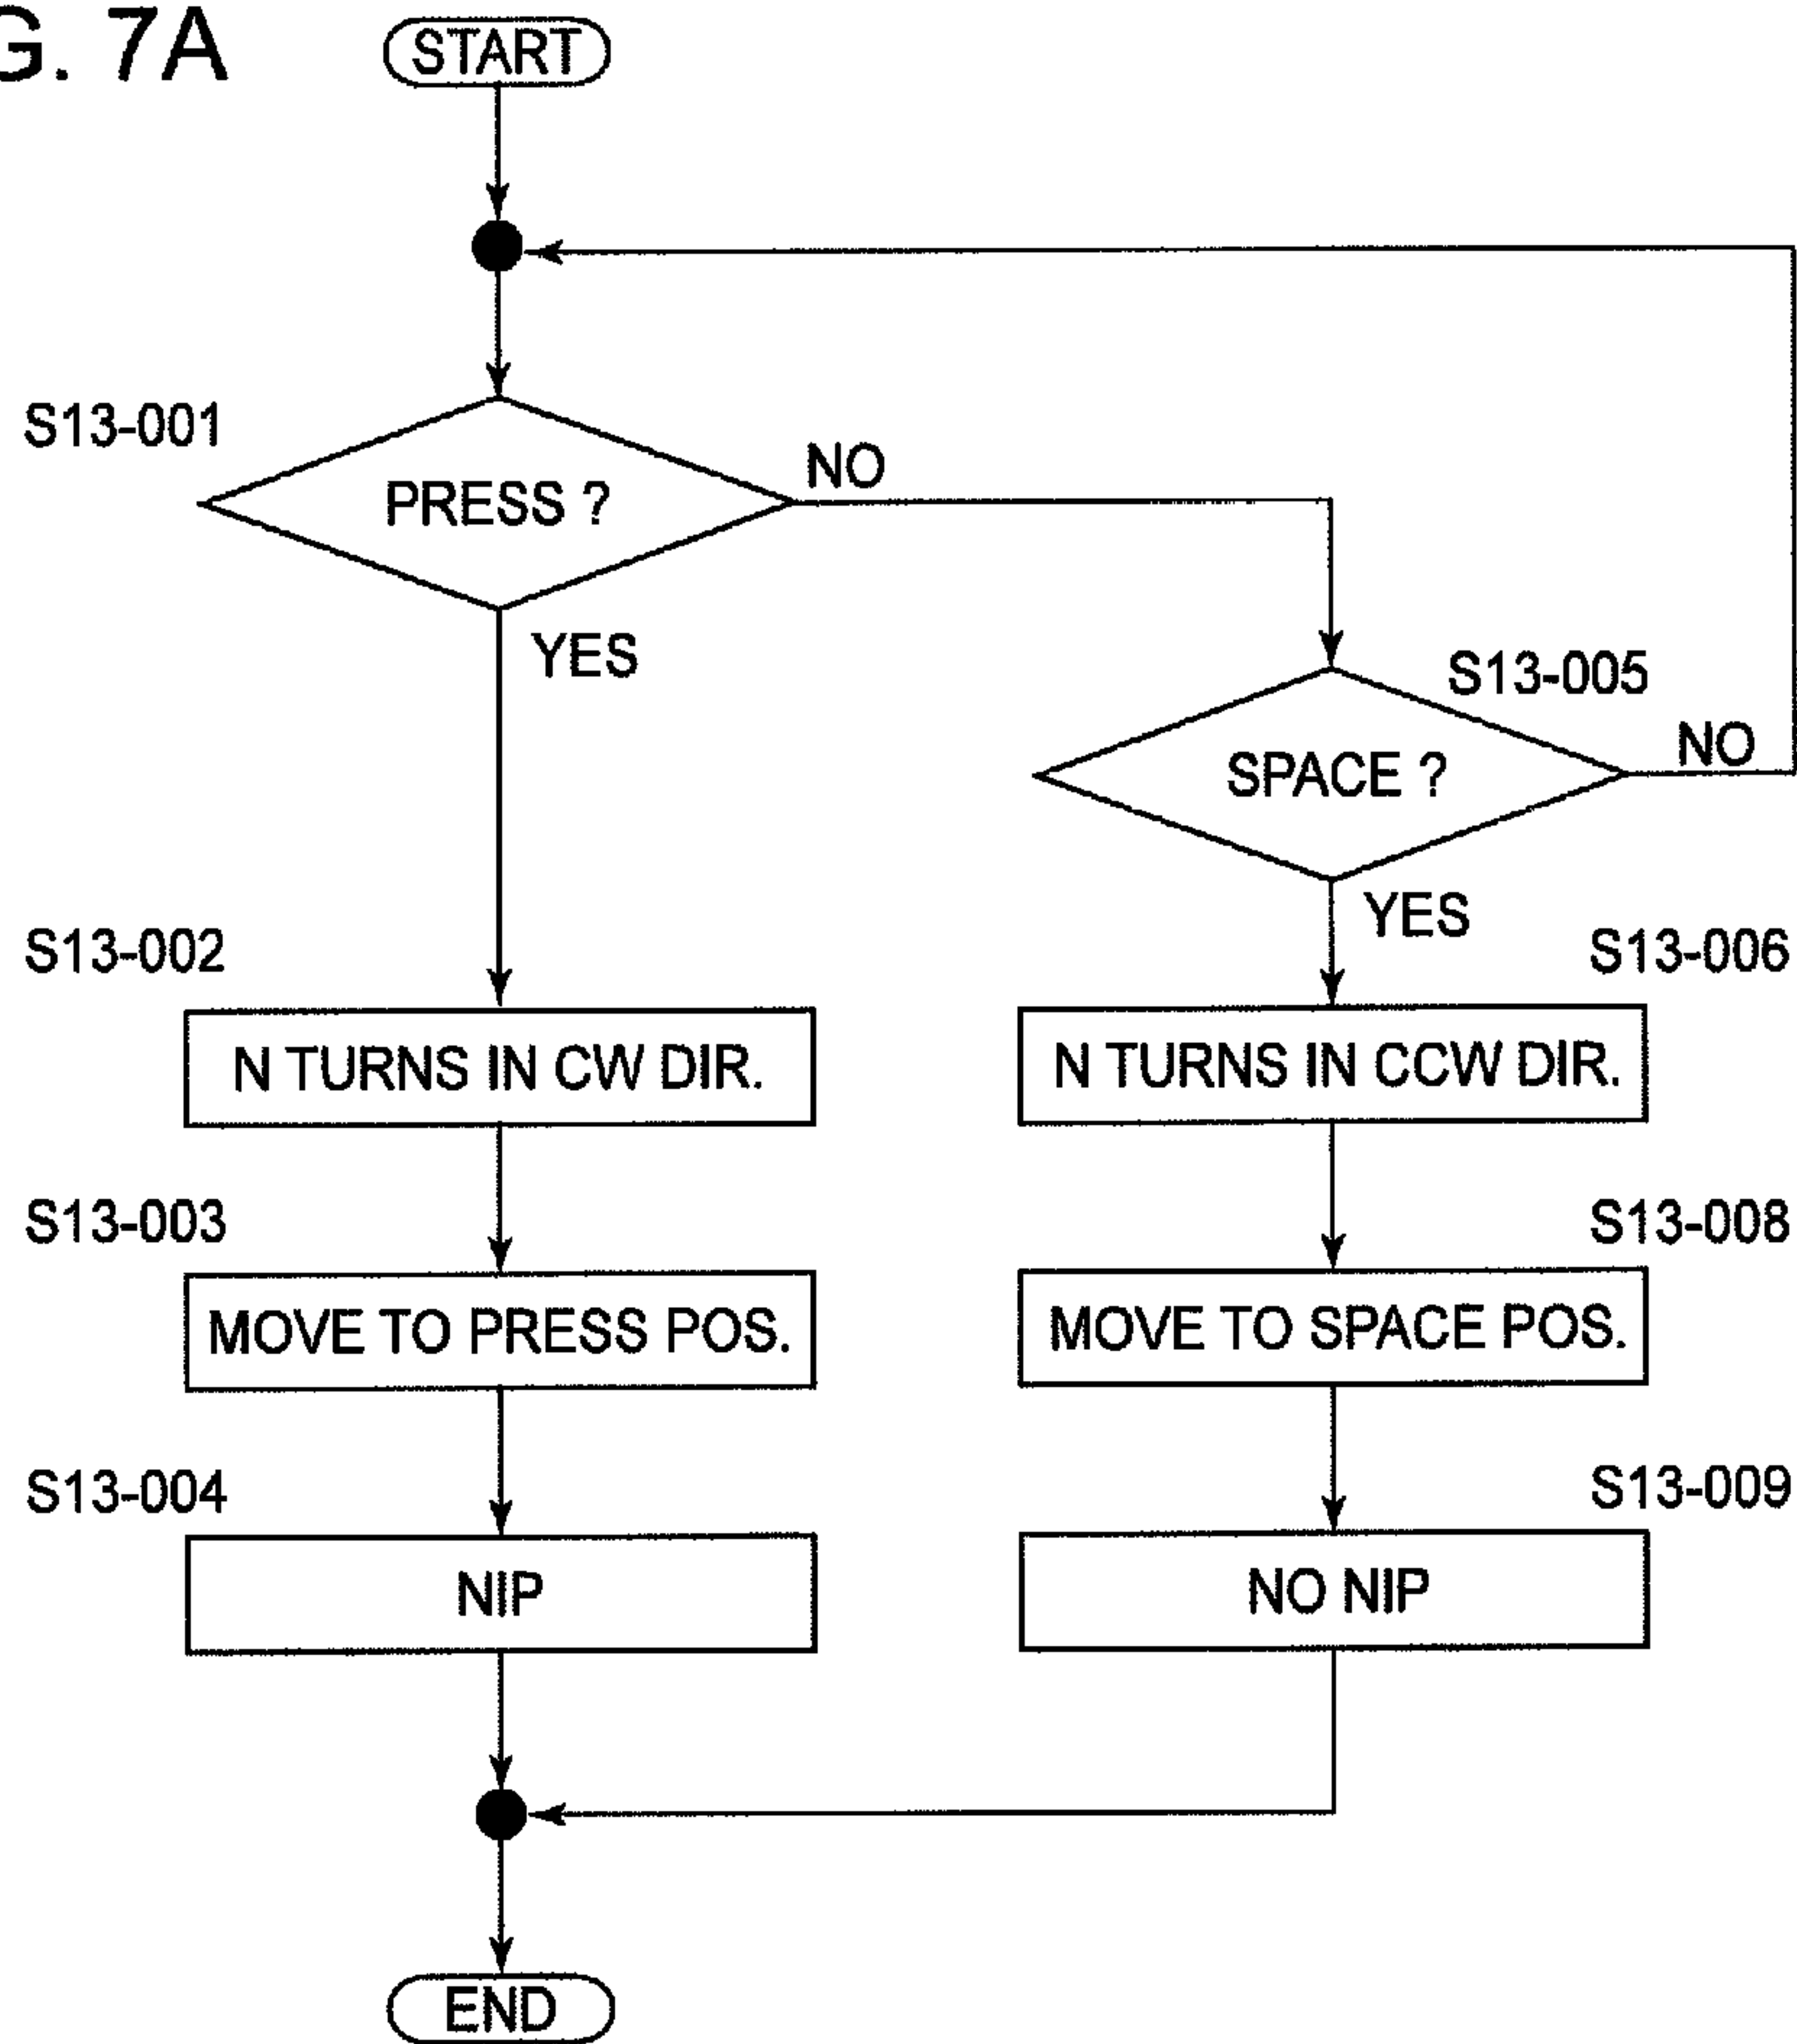 G. 7A
START
S13-001
PRESS ?
NO
YES
S13-005
SPACE ?
NO
YES
S13-002
S13-006
N TURNS IN CW DIR.
N TURNS IN CCW DIR.
S13-003
S13-008
MOVE TO PRESS POS.
MOVE TO SPACE POS.
S13-004
S13-009
NIP
NO NIP
END